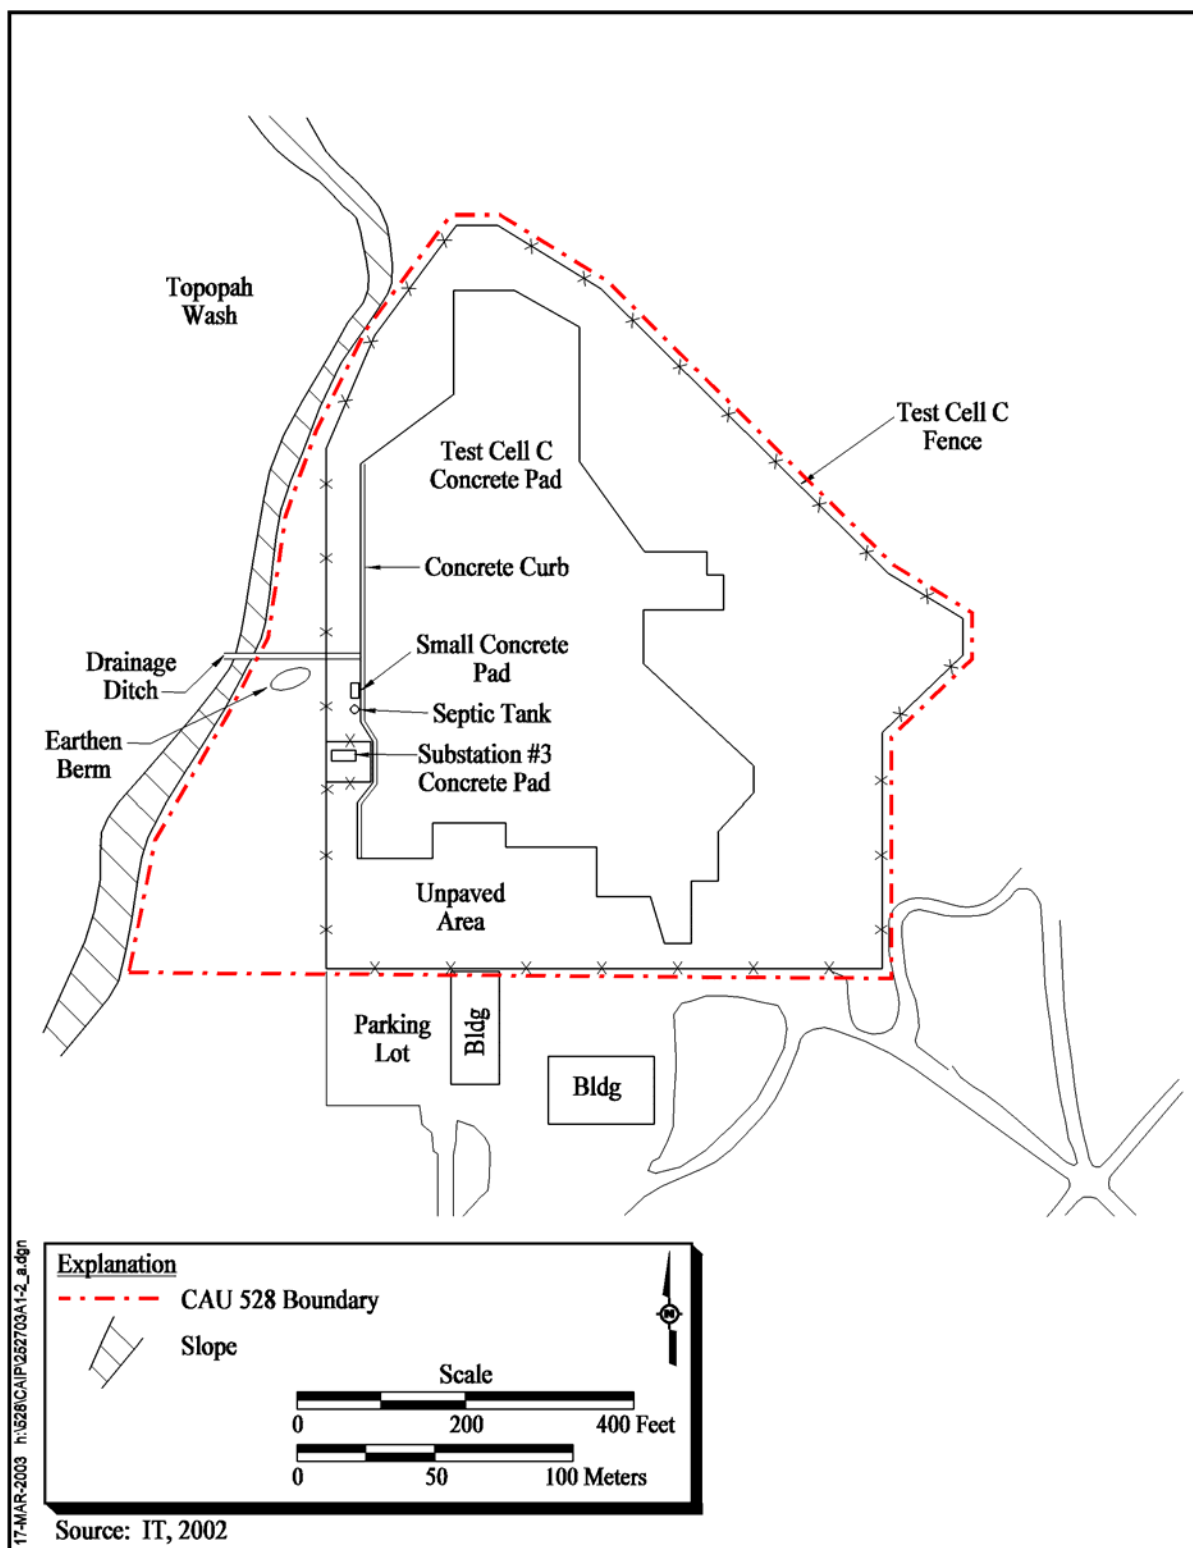 Topopah
Wash
Test Cell C
Fence
Test Cell C
Concrete Pad
Concrete Curb
Small Concrete
Pad
Drainage
Ditch
Septic Tank
Earthen
Berm
Substation #3
Concrete Pad
Unpaved
Area
Parking
Lot
Bldg
Bldg
Explanation
CAU 528 Boundary
Slope
N
Scale
0 200 400 Feet
0 50 100 Meters
Source: IT, 2002
17-MAR-2003 h:\528\CAIP\252703A1-2_a.dgn